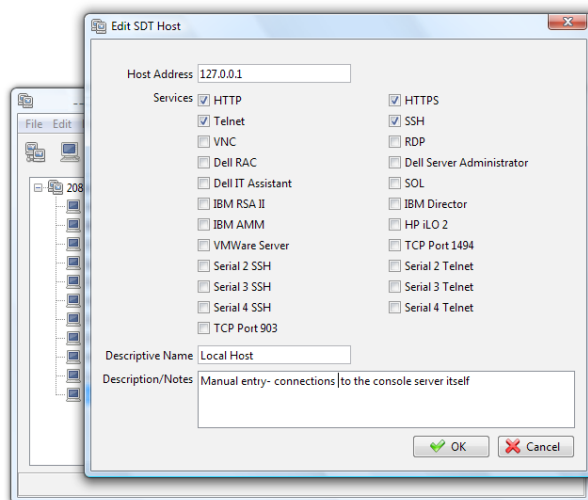 Edit SDT Host
Host Address 127.0.0.1
Services HTTP HTTPS
Telnet SSH
VNC RDP
Dell RAC Dell Server Administrator
Dell IT Assistant SOL
IBM RSA II IBM Director
IBM AMM HP iLO 2
VMWare Server TCP Port 1494
Serial 2 SSH Serial 2 Telnet
Serial 3 SSH Serial 3 Telnet
Serial 4 SSH Serial 4 Telnet
TCP Port 903
Descriptive Name Local Host
Description/Notes Manual entry- connections to the console server itself
OK Cancel
File Edit
208